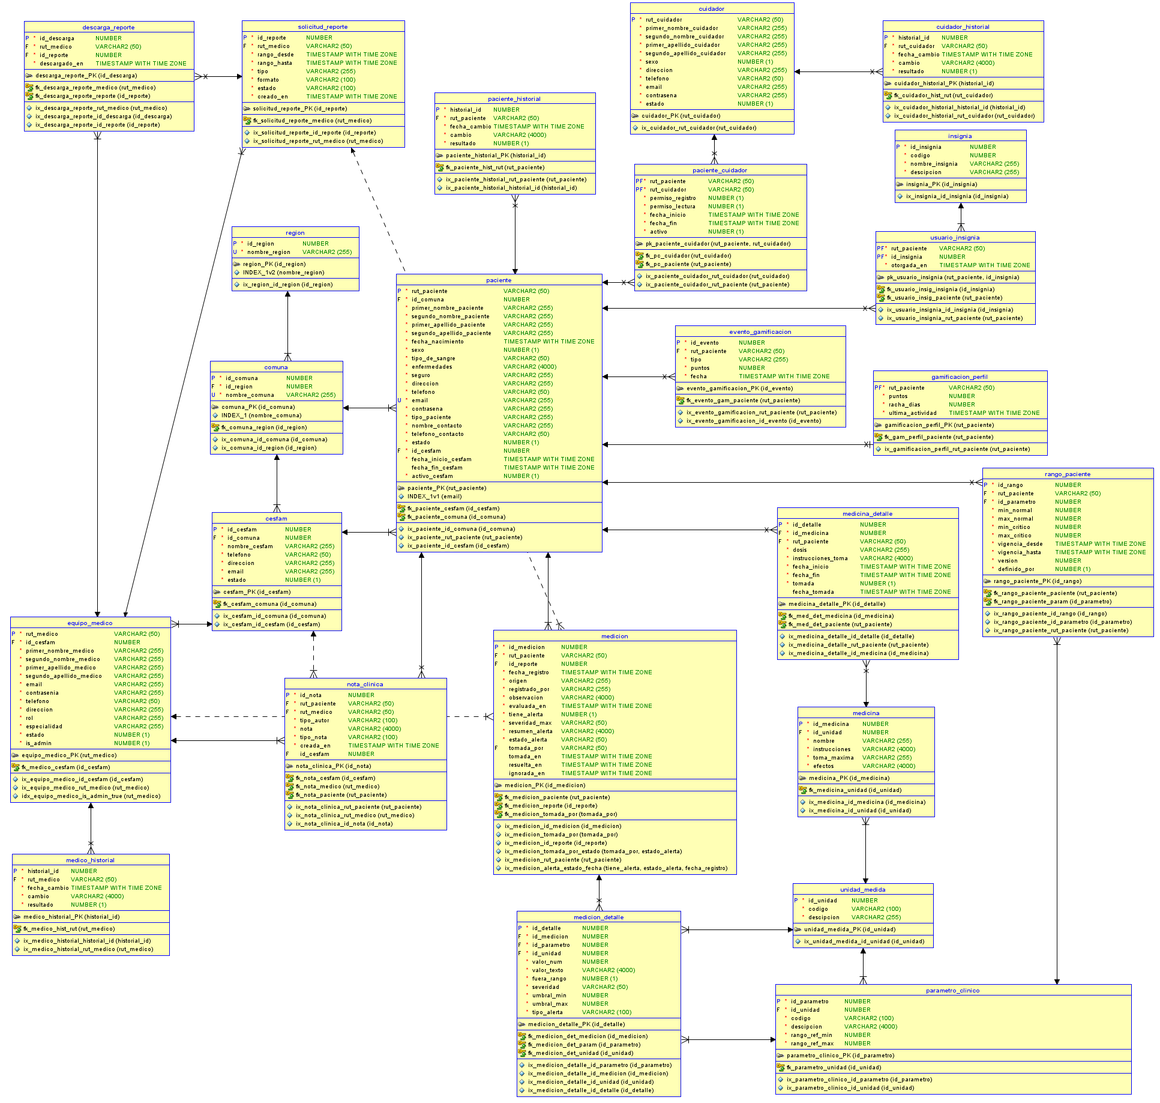 descarga_reporte
P * id_descarga NUMBER
F * rut_medico VARCHAR2 (50)
F * id_reporte NUMBER
* descargado_en TIMESTAMP WITH TIME ZONE
descarga_reporte_PK (id_descarga)
fk_descarga_reporte_medico (rut_medico)
fk_descarga_reporte_reporte (id_reporte)
ix_descarga_reporte_rut_medico (rut_medico)
ix_descarga_reporte_id_descarga (id_descarga)
ix_descarga_reporte_id_reporte (id_reporte)
solicitud_reporte
P * id_reporte NUMBER
F * rut_medico VARCHAR2 (50)
* rango_desde TIMESTAMP WITH TIME ZONE
* rango_hasta TIMESTAMP WITH TIME ZONE
* tipo VARCHAR2 (255)
* formato VARCHAR2 (100)
* estado VARCHAR2 (100)
* creado_en TIMESTAMP WITH TIME ZONE
solicitud_reporte_PK (id_reporte)
fk_solicitud_reporte_medico (rut_medico)
ix_solicitud_reporte_id_reporte (id_reporte)
ix_solicitud_reporte_rut_medico (rut_medico)
paciente_historial
P * historial_id NUMBER
F * rut_paciente VARCHAR2 (50)
* fecha_cambio TIMESTAMP WITH TIME ZONE
* cambio VARCHAR2 (4000)
* resultado NUMBER (1)
paciente_historial_PK (historial_id)
fk_paciente_hist_rut (rut_paciente)
ix_paciente_historial_rut_paciente (rut_paciente)
ix_paciente_historial_historial_id (historial_id)
cuidador
P * rut_cuidador VARCHAR2 (50)
* primer_nombre_cuidador VARCHAR2 (255)
* segundo_nombre_cuidador VARCHAR2 (255)
* primer_apellido_cuidador VARCHAR2 (255)
* segundo_apellido_cuidador VARCHAR2 (255)
* sexo NUMBER (1)
* direccion VARCHAR2 (255)
* telefono VARCHAR2 (50)
* email VARCHAR2 (255)
* contrasena VARCHAR2 (255)
* estado NUMBER (1)
cuidador_PK (rut_cuidador)
ix_cuidador_rut_cuidador (rut_cuidador)
cuidador_historial
P * historial_id NUMBER
F * rut_cuidador VARCHAR2 (50)
* fecha_cambio TIMESTAMP WITH TIME ZONE
* cambio VARCHAR2 (4000)
* resultado NUMBER (1)
cuidador_historial_PK (historial_id)
fk_cuidador_hist_rut (rut_cuidador)
ix_cuidador_historial_historial_id (historial_id)
ix_cuidador_historial_rut_cuidador (rut_cuidador)
insignia
P * id_insignia NUMBER
* codigo NUMBER
* nombre_insignia VARCHAR2 (255)
* descipcion VARCHAR2 (255)
insignia_PK (id_insignia)
ix_insignia_id_insignia (id_insignia)
paciente_cuidador
PF* rut_paciente VARCHAR2 (50)
PF* rut_cuidador VARCHAR2 (50)
* permiso_registro NUMBER (1)
* permiso_lectura NUMBER (1)
* fecha_inicio TIMESTAMP WITH TIME ZONE
* fecha_fin TIMESTAMP WITH TIME ZONE
* activo NUMBER (1)
pk_paciente_cuidador (rut_paciente, rut_cuidador)
fk_pc_cuidador (rut_cuidador)
fk_pc_paciente (rut_paciente)
ix_paciente_cuidador_rut_cuidador (rut_cuidador)
ix_paciente_cuidador_rut_paciente (rut_paciente)
usuario_insignia
PF* rut_paciente VARCHAR2 (50)
PF* id_insignia NUMBER
* otorgada_en TIMESTAMP WITH TIME ZONE
pk_usuario_insignia (rut_paciente, id_insignia)
fk_usuario_insig_insignia (id_insignia)
fk_usuario_insig_paciente (rut_paciente)
ix_usuario_insignia_id_insignia (id_insignia)
ix_usuario_insignia_rut_paciente (rut_paciente)
region
P * id_region NUMBER
U * nombre_region VARCHAR2 (255)
region_PK (id_region)
INDEX_1v2 (nombre_region)
ix_region_id_region (id_region)
paciente
P * rut_paciente VARCHAR2 (50)
F * id_comuna NUMBER
* primer_nombre_paciente VARCHAR2 (255)
* segundo_nombre_paciente VARCHAR2 (255)
* primer_apellido_paciente VARCHAR2 (255)
* segundo_apellido_paciente VARCHAR2 (255)
* fecha_nacimiento TIMESTAMP WITH TIME ZONE
* sexo NUMBER (1)
* tipo_de_sangre VARCHAR2 (50)
* enfermedades VARCHAR2 (4000)
* seguro VARCHAR2 (255)
* direccion VARCHAR2 (255)
* telefono VARCHAR2 (50)
U * email VARCHAR2 (255)
* contrasena VARCHAR2 (255)
* tipo_paciente VARCHAR2 (255)
* nombre_contacto VARCHAR2 (255)
* telefono_contacto VARCHAR2 (50)
* estado NUMBER (1)
F * id_cesfam NUMBER
* fecha_inicio_cesfam TIMESTAMP WITH TIME ZONE
fecha_fin_cesfam TIMESTAMP WITH TIME ZONE
* activo_cesfam NUMBER (1)
paciente_PK (rut_paciente)
INDEX_1v1 (email)
fk_paciente_cesfam (id_cesfam)
fk_paciente_comuna (id_comuna)
ix_paciente_id_comuna (id_comuna)
ix_paciente_rut_paciente (rut_paciente)
ix_paciente_id_cesfam (id_cesfam)
evento_gamificacion
P * id_evento NUMBER
F * rut_paciente VARCHAR2 (50)
* tipo VARCHAR2 (255)
* puntos NUMBER
* fecha TIMESTAMP WITH TIME ZONE
evento_gamificacion_PK (id_evento)
fk_evento_gam_paciente (rut_paciente)
ix_evento_gamificacion_rut_paciente (rut_paciente)
ix_evento_gamificacion_id_evento (id_evento)
gamificacion_perfil
PF* rut_paciente VARCHAR2 (50)
* puntos NUMBER
* racha_dias NUMBER
* ultima_actividad TIMESTAMP WITH TIME ZONE
gamificacion_perfil_PK (rut_paciente)
fk_gam_perfil_paciente (rut_paciente)
ix_gamificacion_perfil_rut_paciente (rut_paciente)
comuna
P * id_comuna NUMBER
F * id_region NUMBER
U * nombre_comuna VARCHAR2 (255)
comuna_PK (id_comuna)
INDEX_1 (nombre_comuna)
fk_comuna_region (id_region)
ix_comuna_id_comuna (id_comuna)
ix_comuna_id_region (id_region)
rango_paciente
P * id_rango NUMBER
F * rut_paciente VARCHAR2 (50)
F * id_parametro NUMBER
* min_normal NUMBER
* max_normal NUMBER
* min_critico NUMBER
* max_critico NUMBER
* vigencia_desde TIMESTAMP WITH TIME ZONE
* vigencia_hasta TIMESTAMP WITH TIME ZONE
* version NUMBER
* definido_por NUMBER (1)
rango_paciente_PK (id_rango)
fk_rango_paciente_paciente (rut_paciente)
fk_rango_paciente_param (id_parametro)
ix_rango_paciente_id_rango (id_rango)
ix_rango_paciente_id_parametro (id_parametro)
ix_rango_paciente_rut_paciente (rut_paciente)
medicina_detalle
P * id_detalle NUMBER
F * id_medicina NUMBER
F * rut_paciente VARCHAR2 (50)
* dosis VARCHAR2 (255)
* instrucciones_toma VARCHAR2 (4000)
* fecha_inicio TIMESTAMP WITH TIME ZONE
* fecha_fin TIMESTAMP WITH TIME ZONE
* tomada NUMBER (1)
fecha_tomada TIMESTAMP WITH TIME ZONE
medicina_detalle_PK (id_detalle)
fk_med_det_medicina (id_medicina)
fk_med_det_paciente (rut_paciente)
ix_medicina_detalle_id_detalle (id_detalle)
ix_medicina_detalle_rut_paciente (rut_paciente)
ix_medicina_detalle_id_medicina (id_medicina)
cesfam
P * id_cesfam NUMBER
F * id_comuna NUMBER
* nombre_cesfam VARCHAR2 (255)
* telefono VARCHAR2 (50)
* direccion VARCHAR2 (255)
* email VARCHAR2 (255)
* estado NUMBER (1)
cesfam_PK (id_cesfam)
fk_cesfam_comuna (id_comuna)
ix_cesfam_id_comuna (id_comuna)
ix_cesfam_id_cesfam (id_cesfam)
equipo_medico
P * rut_medico VARCHAR2 (50)
F * id_cesfam NUMBER
* primer_nombre_medico VARCHAR2 (255)
* segundo_nombre_medico VARCHAR2 (255)
* primer_apellido_medico VARCHAR2 (255)
* segundo_apellido_medico VARCHAR2 (255)
* email VARCHAR2 (255)
* contrasenia VARCHAR2 (255)
* telefono VARCHAR2 (50)
* direccion VARCHAR2 (255)
* rol VARCHAR2 (255)
* especialidad VARCHAR2 (255)
* estado NUMBER (1)
* is_admin NUMBER (1)
equipo_medico_PK (rut_medico)
fk_medico_cesfam (id_cesfam)
ix_equipo_medico_id_cesfam (id_cesfam)
ix_equipo_medico_rut_medico (rut_medico)
idx_equipo_medico_is_admin_true (rut_medico)
nota_clinica
P * id_nota NUMBER
F * rut_paciente VARCHAR2 (50)
F * rut_medico VARCHAR2 (50)
* tipo_autor VARCHAR2 (100)
* nota VARCHAR2 (4000)
* tipo_nota VARCHAR2 (100)
* creada_en TIMESTAMP WITH TIME ZONE
F id_cesfam NUMBER
nota_clinica_PK (id_nota)
fk_nota_cesfam (id_cesfam)
fk_nota_medico (rut_medico)
fk_nota_paciente (rut_paciente)
ix_nota_clinica_rut_paciente (rut_paciente)
ix_nota_clinica_rut_medico (rut_medico)
ix_nota_clinica_id_nota (id_nota)
medicion
P * id_medicion NUMBER
F * rut_paciente VARCHAR2 (50)
F id_reporte NUMBER
* fecha_registro TIMESTAMP WITH TIME ZONE
* origen VARCHAR2 (255)
* registrado_por VARCHAR2 (255)
* observacion VARCHAR2 (4000)
* evaluada_en TIMESTAMP WITH TIME ZONE
* tiene_alerta NUMBER (1)
* severidad_max VARCHAR2 (50)
* resumen_alerta VARCHAR2 (4000)
* estado_alerta VARCHAR2 (50)
F tomada_por VARCHAR2 (50)
tomada_en TIMESTAMP WITH TIME ZONE
resuelta_en TIMESTAMP WITH TIME ZONE
ignorada_en TIMESTAMP WITH TIME ZONE
medicion_PK (id_medicion)
fk_medicion_paciente (rut_paciente)
fk_medicion_reporte (id_reporte)
fk_medicion_tomada_por (tomada_por)
ix_medicion_id_medicion (id_medicion)
ix_medicion_tomada_por (tomada_por)
ix_medicion_id_reporte (id_reporte)
ix_medicion_tomada_por_estado (tomada_por, estado_alerta)
ix_medicion_rut_paciente (rut_paciente)
ix_medicion_alerta_estado_fecha (tiene_alerta, estado_alerta, fecha_registro)
medicina
P * id_medicina NUMBER
F * id_unidad NUMBER
* nombre VARCHAR2 (255)
* instrucciones VARCHAR2 (4000)
* toma_maxima VARCHAR2 (255)
* efectos VARCHAR2 (4000)
medicina_PK (id_medicina)
fk_medicina_unidad (id_unidad)
ix_medicina_id_medicina (id_medicina)
ix_medicina_id_unidad (id_unidad)
medico_historial
P * historial_id NUMBER
F * rut_medico VARCHAR2 (50)
* fecha_cambio TIMESTAMP WITH TIME ZONE
* cambio VARCHAR2 (4000)
* resultado NUMBER (1)
medico_historial_PK (historial_id)
fk_medico_hist_rut (rut_medico)
ix_medico_historial_historial_id (historial_id)
ix_medico_historial_rut_medico (rut_medico)
unidad_medida
P * id_unidad NUMBER
* codigo VARCHAR2 (100)
* descipcion VARCHAR2 (255)
unidad_medida_PK (id_unidad)
ix_unidad_medida_id_unidad (id_unidad)
medicion_detalle
P * id_detalle NUMBER
F * id_medicion NUMBER
F * id_parametro NUMBER
F * id_unidad NUMBER
* valor_num NUMBER
* valor_texto VARCHAR2 (4000)
* fuera_rango NUMBER (1)
* severidad VARCHAR2 (50)
* umbral_min NUMBER
* umbral_max NUMBER
* tipo_alerta VARCHAR2 (100)
medicion_detalle_PK (id_detalle)
fk_medicion_det_medicion (id_medicion)
fk_medicion_det_param (id_parametro)
fk_medicion_det_unidad (id_unidad)
ix_medicion_detalle_id_parametro (id_parametro)
ix_medicion_detalle_id_medicion (id_medicion)
ix_medicion_detalle_id_unidad (id_unidad)
ix_medicion_detalle_id_detalle (id_detalle)
parametro_clinico
P * id_parametro NUMBER
F * id_unidad NUMBER
* codigo VARCHAR2 (100)
* descipcion VARCHAR2 (4000)
* rango_ref_min NUMBER
* rango_ref_max NUMBER
parametro_clinico_PK (id_parametro)
fk_parametro_unidad (id_unidad)
ix_parametro_clinico_id_parametro (id_parametro)
ix_parametro_clinico_id_unidad (id_unidad)